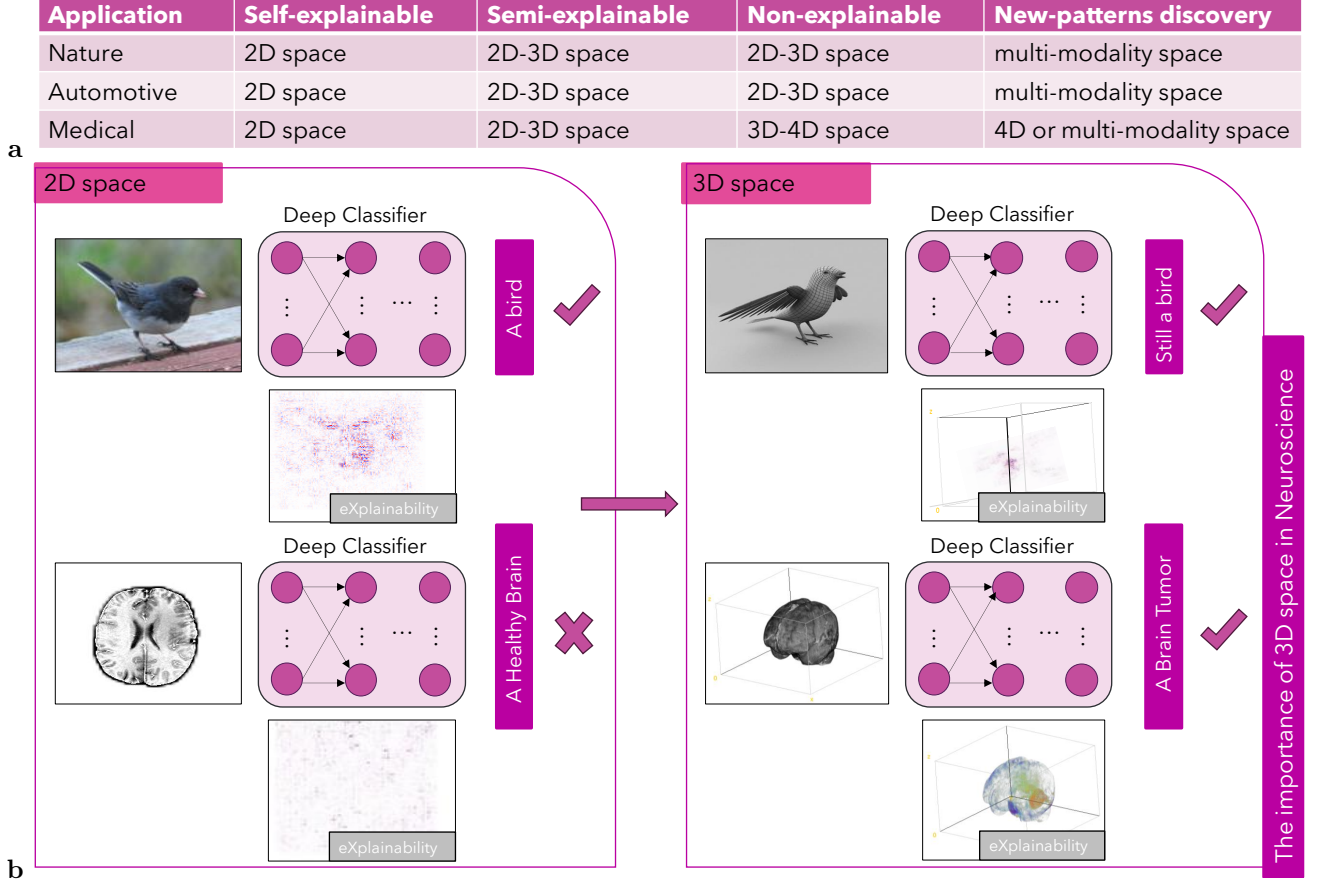 Application Self-explainable Semi-explainable Non-explainable New-patterns discovery
Nature 2D space 2D-3D space 2D-3D space multi-modality space
Automotive 2D space 2D-3D space 2D-3D space multi-modality space
Medical 2D space 2D-3D space 3D-4D space 4D or multi-modality space
a
2D space
Deep Classifier
A bird
eXplainability
Deep Classifier
A Healthy Brain
eXplainability
3D space
Deep Classifier
Still a bird
eXplainability
Deep Classifier
A Brain Tumor
eXplainability
The importance of 3D space in Neuroscience
b